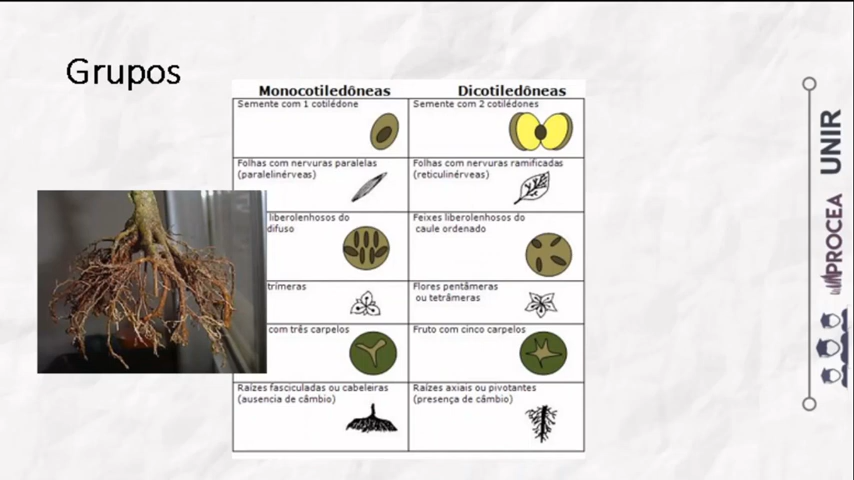 Grupos
Monocotiledôneas
Dicotiledôneas
Semente com 1 cotilédone
Semente com 2 cotilédones
Folhas com nervuras paralelas
(paralelinérveas)
Folhas com nervuras ramificadas
(reticulinérveas)
liberolenhosos do
difuso
Feixes liberolenhosos do
caule ordenado
trímeras
Flores pentâmeras
ou tetrâmeras
com três carpelos
Fruto com cinco carpelos
Raízes fasciculadas ou cabeleiras
(ausencia de câmbio)
Raízes axiais ou pivotantes
(presença de câmbio)
PROCEA UNIR